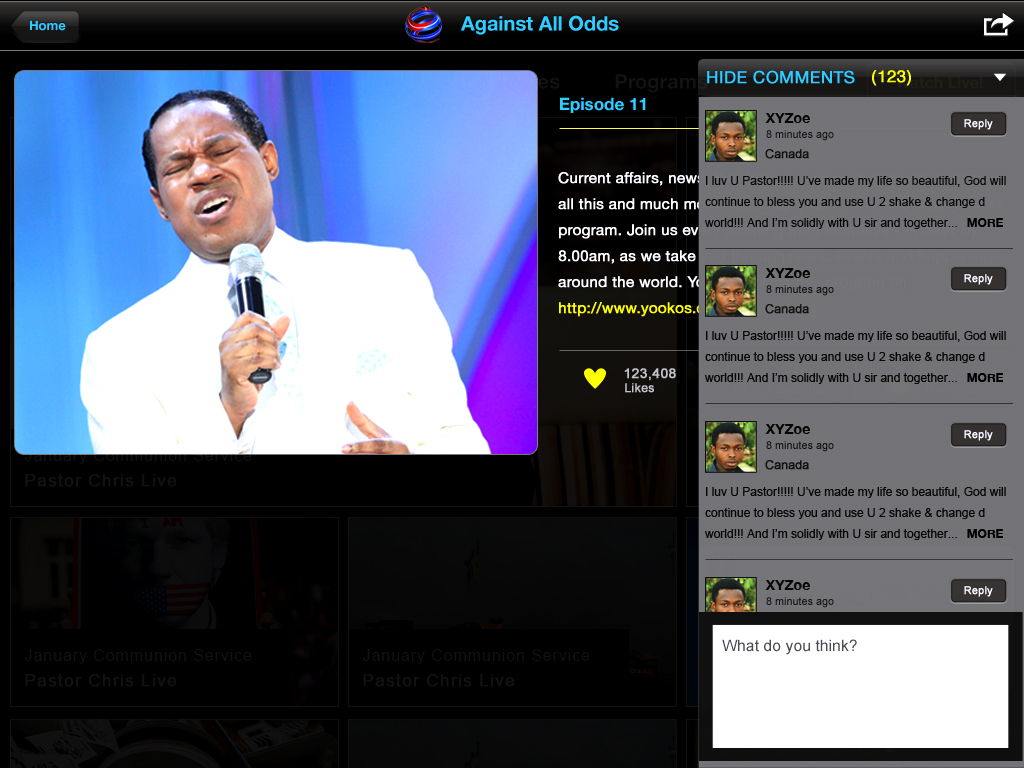 Home
Against All Odds
HIDE COMMENTS (123)
Programs
Watch Live!
Episode 11
Current affairs, news
all this and much mo
program. Join us ev
8.00am, as we take
around the world. Yo
http://www.yookos.c
123,408
Likes
XYZoe
8 minutes ago
Canada
Reply
I luv U Pastor!!!!! U've made my life so beautiful, God will
continue to bless you and use U 2 shake & change d
world!!! And I'm solidly with U sir and together... MORE
XYZoe
8 minutes ago
Canada
Reply
I luv U Pastor!!!!! U've made my life so beautiful, God will
continue to bless you and use U 2 shake & change d
world!!! And I'm solidly with U sir and together... MORE
XYZoe
8 minutes ago
Canada
Reply
I luv U Pastor!!!!! U've made my life so beautiful, God will
continue to bless you and use U 2 shake & change d
world!!! And I'm solidly with U sir and together... MORE
XYZoe
8 minutes ago
Reply
What do you think?
January Communion Service
Pastor Chris Live
I AM
January Communion Service
Pastor Chris Live
January Communion Service
Pastor Chris Live